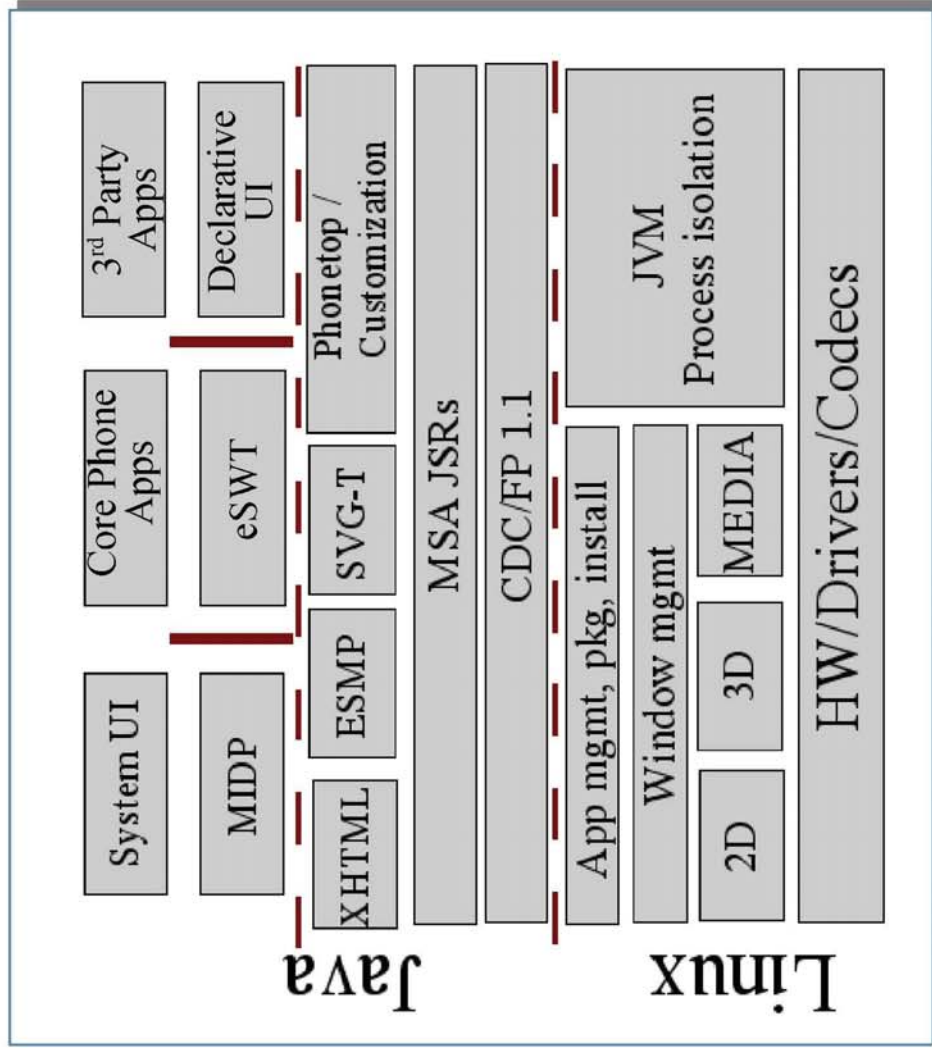 System UI
Core Phone
Apps
3rd Party
Apps
MIDP
eSWT
Declarative
UI
Java
XHTML
ESMP
SVG-T
Phonetop /
Customization
MSA JSRs
CDC/FP 1.1
Linux
App mgmt, pkg, install
Window mgmt
2D
3D
MEDIA
JVM
Process isolation
HW/Drivers/Codecs